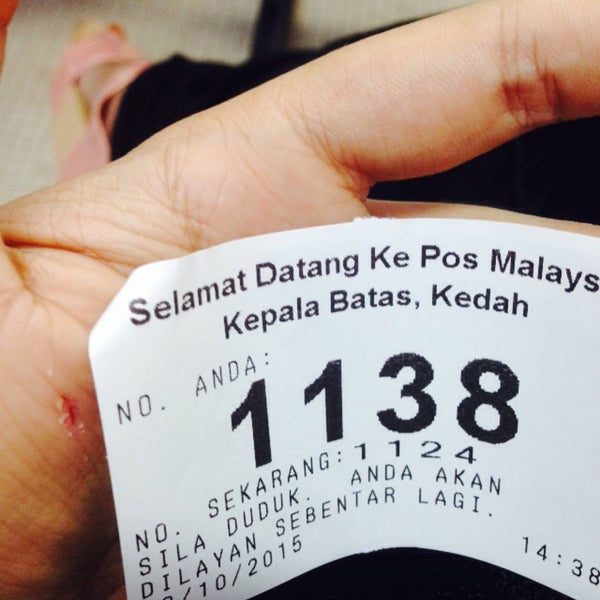 Selamat Datang Ke Pos Malays
Kepala Batas, Kedah
NO. ANDA:
1138
NO. SEKARANG:1124
SILA DUDUK. ANDA AKAN
DILAYAN SEBENTAR LAGI.
/10/2015 14:38